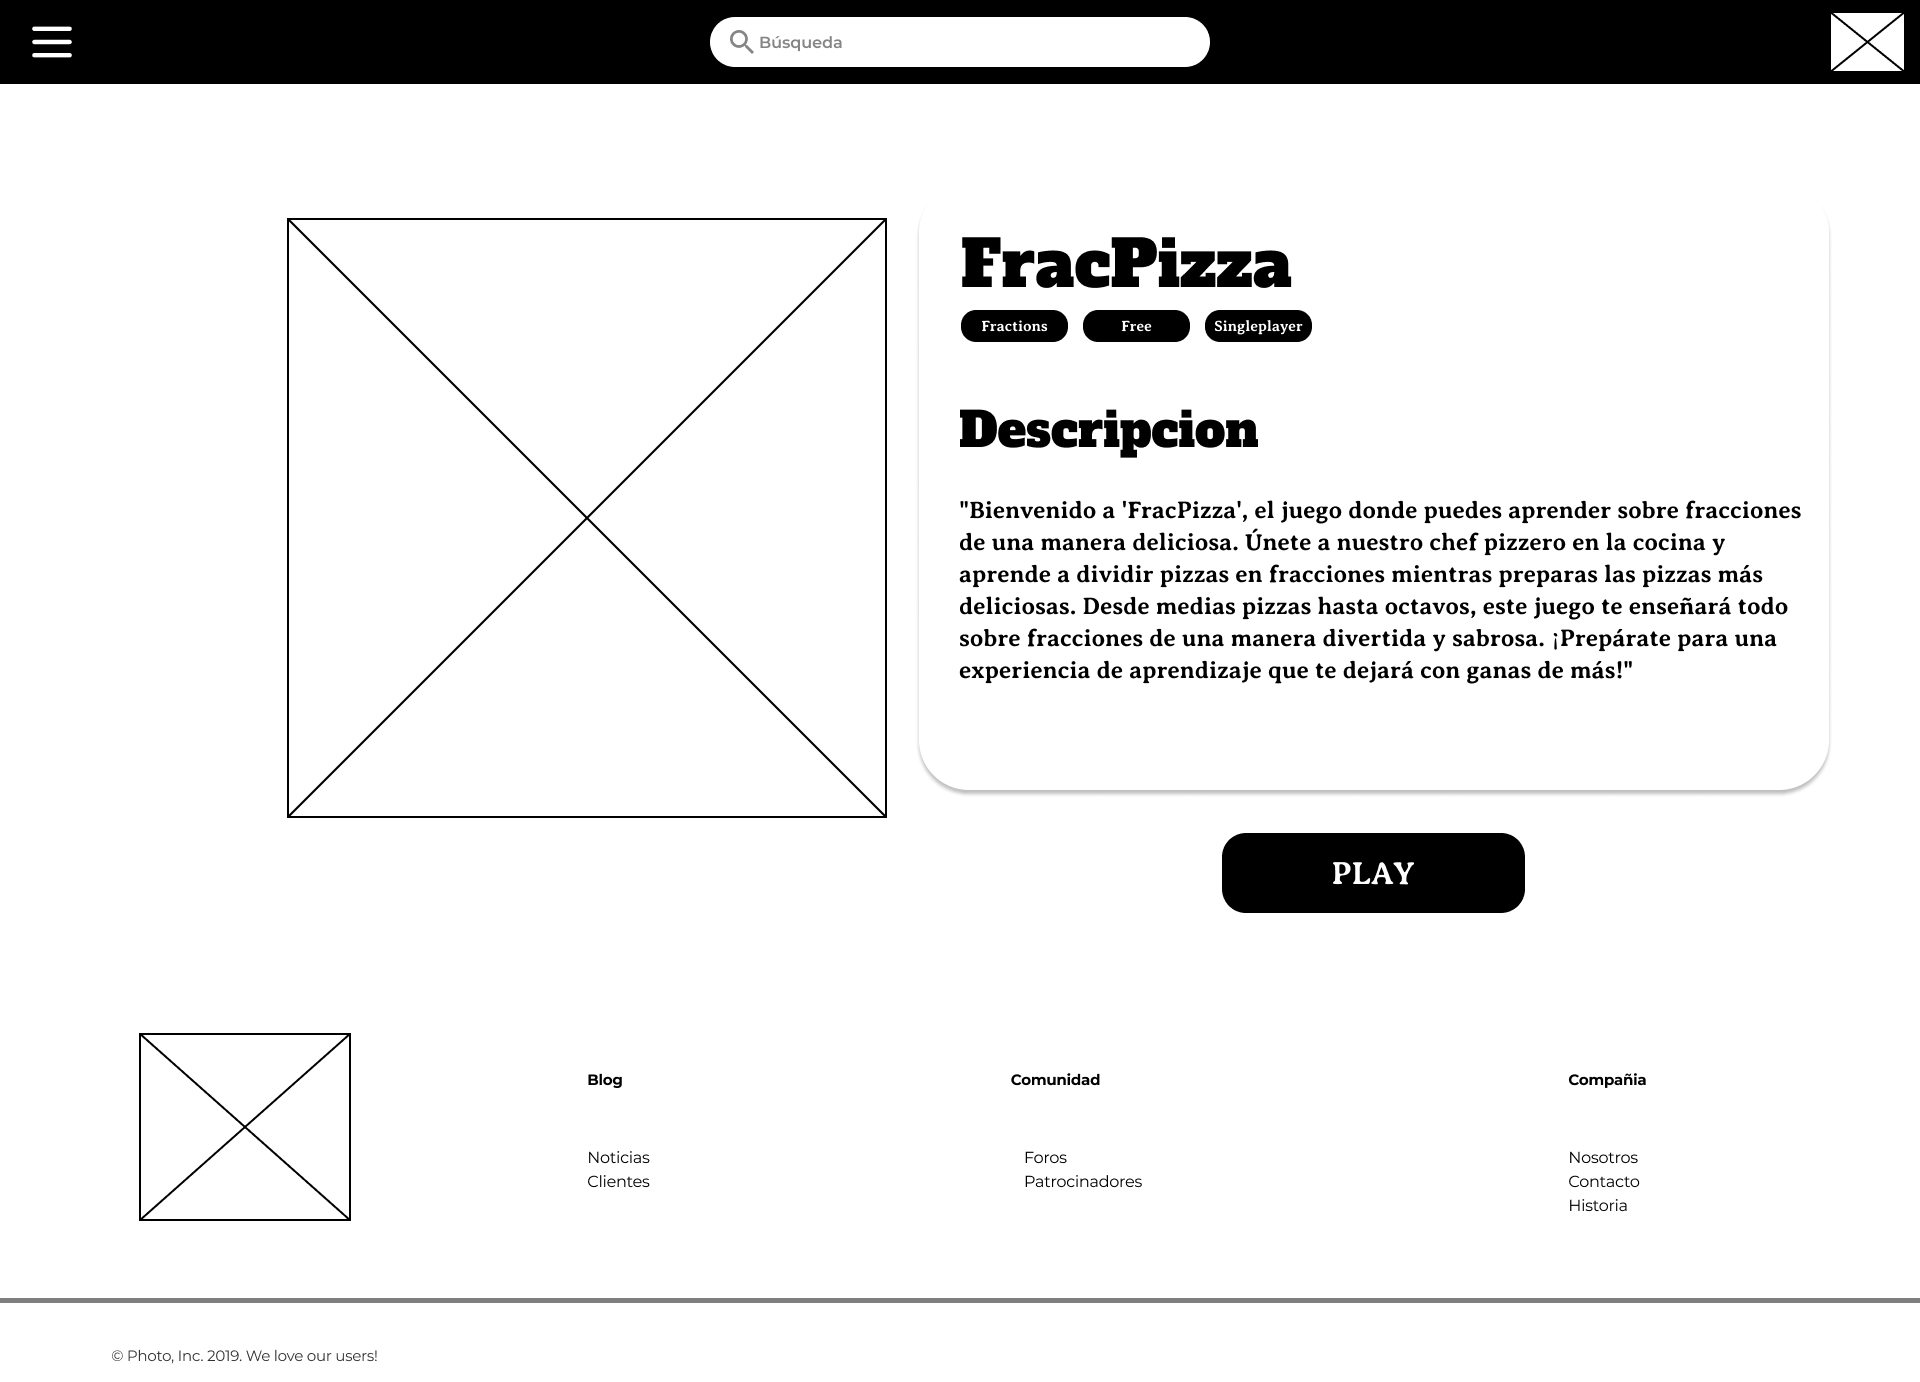 Búsqueda
FracPizza
Fractions Free Singleplayer
Descripcion
"Bienvenido a 'FracPizza', el juego donde puedes aprender sobre fracciones
de una manera deliciosa. Únete a nuestro chef pizzero en la cocina y
aprende a dividir pizzas en fracciones mientras preparas las pizzas más
deliciosas. Desde medias pizzas hasta octavos, este juego te enseñará todo
sobre fracciones de una manera divertida y sabrosa. ¡Prepárate para una
experiencia de aprendizaje que te dejará con ganas de más!"
PLAY
Blog
Noticias
Clientes
Comunidad
Foros
Patrocinadores
Compañia
Nosotros
Contacto
Historia
© Photo, Inc. 2019. We love our users!